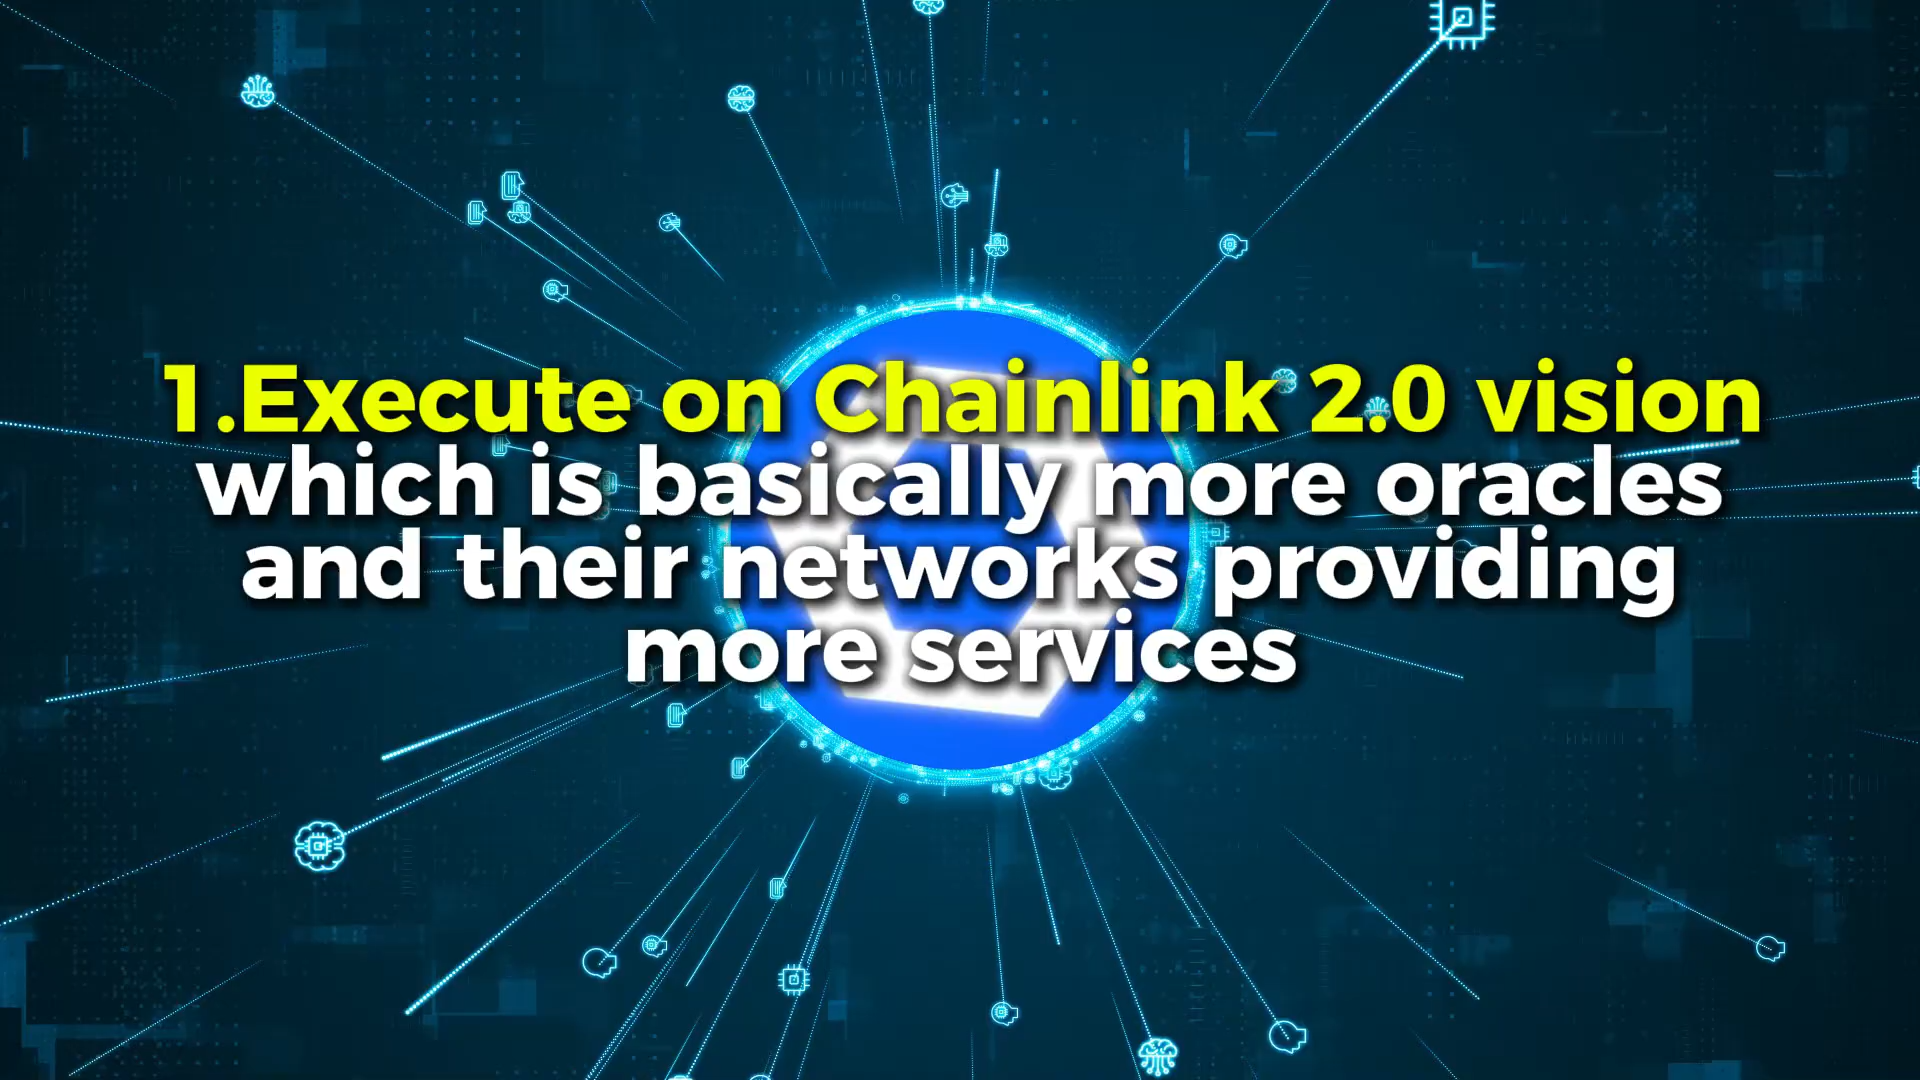 1.Execute on Chainlink 2.0 vision
which is basically more oracles
and their networks providing
more services